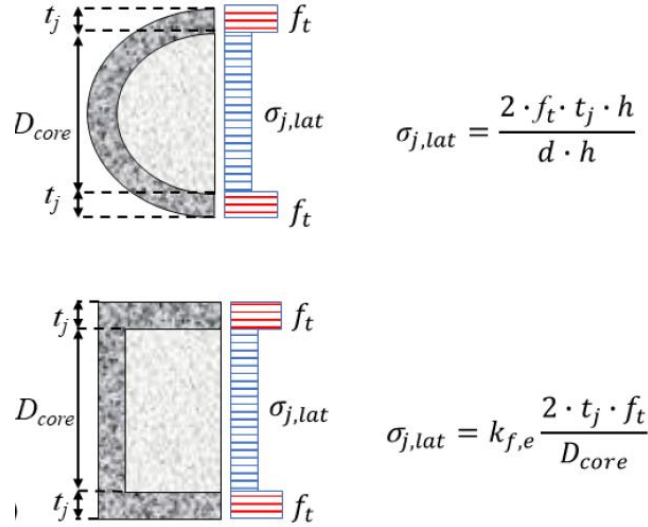 t_j
f_t
D_core
σ_j,lat
σ_j,lat = 2 · f_t · t_j · h / d · h
t_j
f_t
t_j
f_t
D_core
σ_j,lat
σ_j,lat = k_f,e 2 · t_j · f_t / D_core
t_j
f_t
)